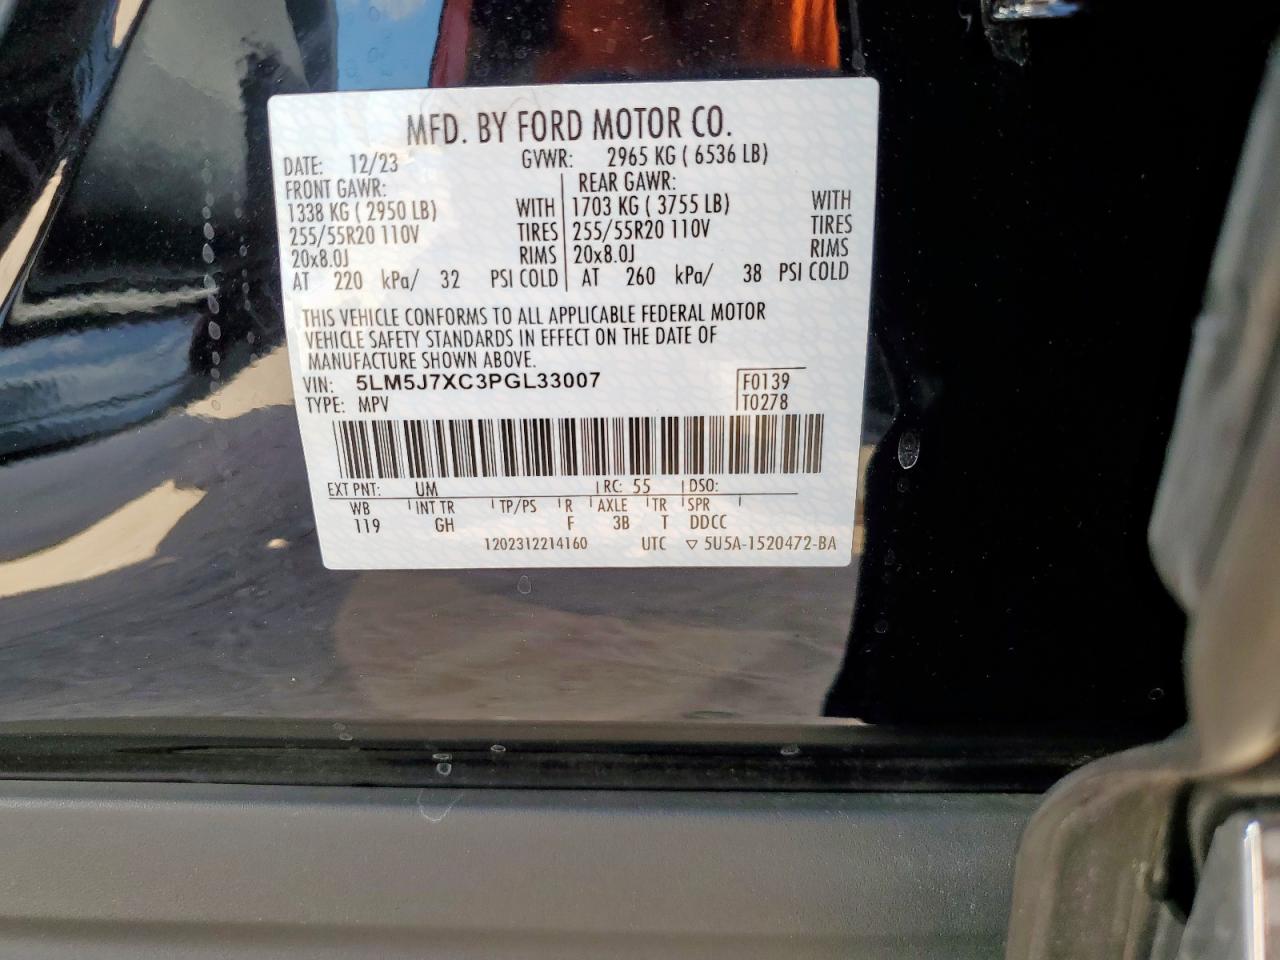 MFD. BY FORD MOTOR CO.
DATE: 12/23 GVWR: 2965 KG ( 6536 LB)
FRONT GAWR: REAR GAWR:
1338 KG ( 2950 LB) WITH 1703 KG ( 3755 LB) WITH
255/55R20 110V TIRES 255/55R20 110V TIRES
20x8.0J RIMS 20x8.0J RIMS
AT 220 kPa/ 32 PSI COLD AT 260 kPa/ 38 PSI COLD
THIS VEHICLE CONFORMS TO ALL APPLICABLE FEDERAL MOTOR
VEHICLE SAFETY STANDARDS IN EFFECT ON THE DATE OF
MANUFACTURE SHOWN ABOVE.
VIN: 5LM5J7XC3PGL33007 F0139
TYPE: MPV T0278
EXT PNT: UM RC: 55 DSO:
WB INT TR TP/PS R AXLE TR SPR
119 GH F 3B T DDCC
1202312214160 UTC ▽ 5U5A-1520472-BA